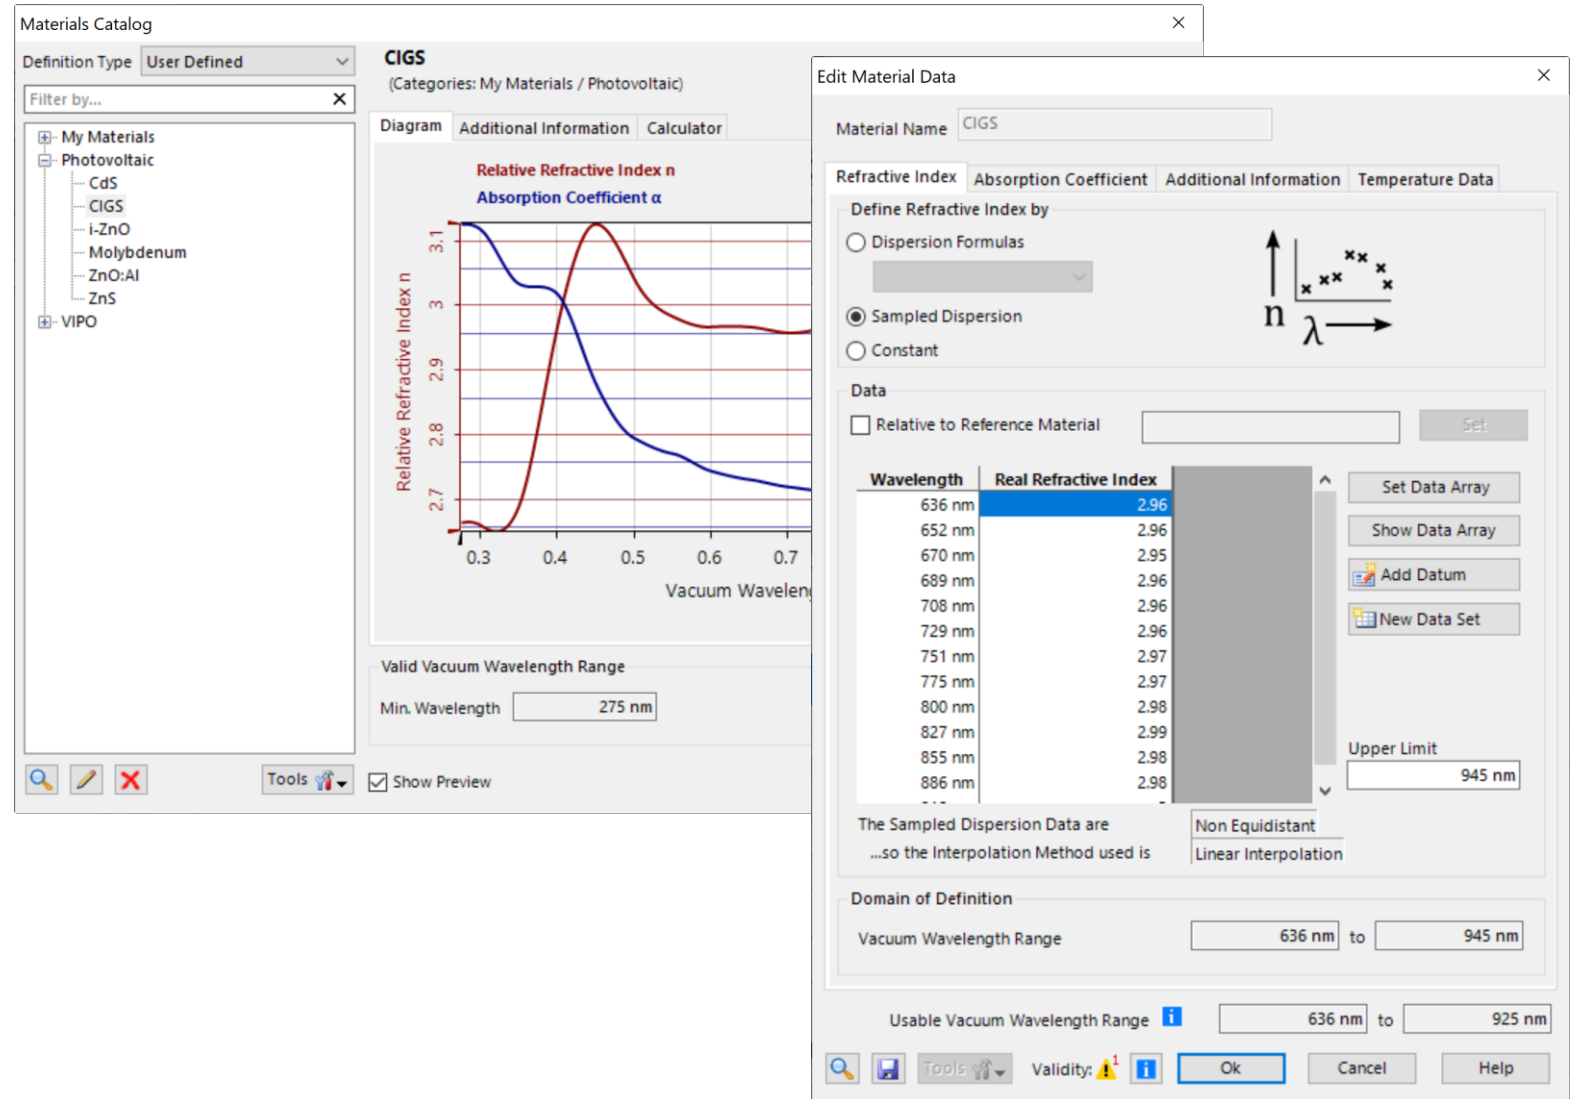 Materials Catalog
Definition Type User Defined
Filter by...
My Materials
Photovoltaic
CdS
CIGS
i-ZnO
Molybdenum
ZnO:Al
ZnS
VIPO
Tools
CIGS
(Categories: My Materials / Photovoltaic)
Diagram Additional Information Calculator
Relative Refractive Index n
Absorption Coefficient α
Relative Refractive Index n
3.1
3
2.9
2.8
2.7
0.3 0.4 0.5 0.6 0.7
Vacuum
Valid Vacuum Wavelength Range
Min. Wavelength 275 nm
Show Preview
Edit Material Data
Material Name CIGS
Refractive Index Absorption Coefficient Additional Information Temperature Data
Define Refractive Index by
Dispersion Formulas
Sampled Dispersion
Constant
n
λ
Data
Relative to Reference Material Set
Wavelength Real Refractive Index
636 nm 2.96
652 nm 2.96
670 nm 2.95
689 nm 2.96
708 nm 2.96
729 nm 2.96
751 nm 2.97
775 nm 2.97
800 nm 2.98
827 nm 2.99
855 nm 2.98
886 nm 2.98
Set Data Array
Show Data Array
Add Datum
New Data Set
Upper Limit
945 nm
The Sampled Dispersion Data are Non Equidistant
...so the Interpolation Method used is Linear Interpolation
Domain of Definition
Vacuum Wavelength Range 636 nm to 945 nm
Usable Vacuum Wavelength Range 636 nm to 925 nm
Tools Validity: 1 Ok Cancel Help